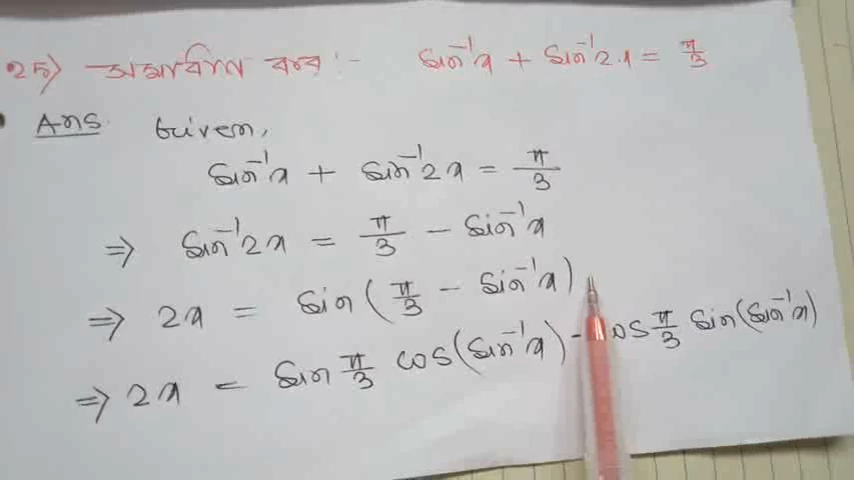 25) সমাধান কর :- sin⁻¹x + sin⁻¹2x = π/3
Ans. Given,
sin⁻¹x + sin⁻¹2x = π/3
⇒ sin⁻¹2x = π/3 − sin⁻¹x
⇒ 2x = sin(π/3 − sin⁻¹x)
⇒ 2x = sin π/3 cos(sin⁻¹x) - cos π/3 sin(sin⁻¹x)